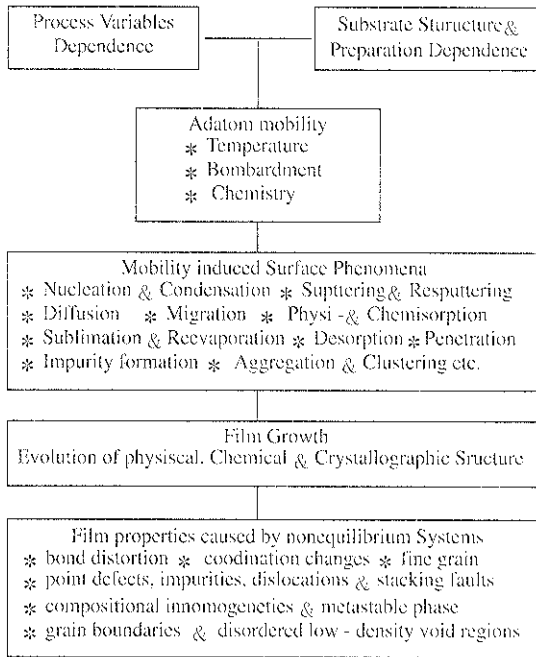 Process Variables
Dependence
Substrate Sturucture &
Preparation Dependence
Adatom mobility
* Temperature
* Bombardment
* Chemistry
Mobility induced Surface Phenomena
* Nucleation & Condensation * Supttering & Resputtering
* Diffusion * Migration * Physi - & Chemisorption
* Sublimation & Reevaporation * Desorption * Penetration
* Impurity formation * Aggregation & Clustering etc.
Film Growth
Evolution of physiscal. Chemical & Crystallographic Sructure
Film properties caused by nonequilibrium Systems
* bond distortion * coodination changes * fine grain
* point defects, impurities, dislocations & stacking faults
* compositional innomogeneties & metastable phase
* grain boundaries & disordered low - density void regions